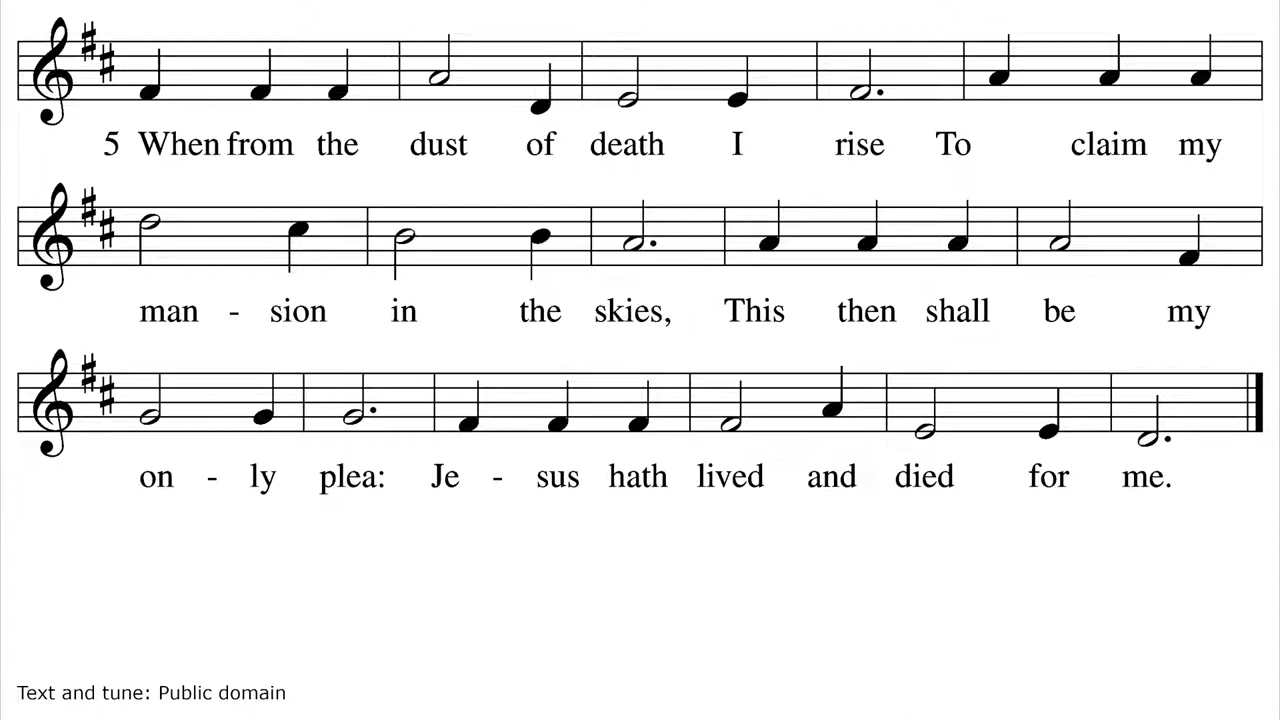 5 When from the dust of death I rise To claim my
man - sion in the skies, This then shall be my
on - ly plea: Je - sus hath lived and died for me.
Text and tune: Public domain